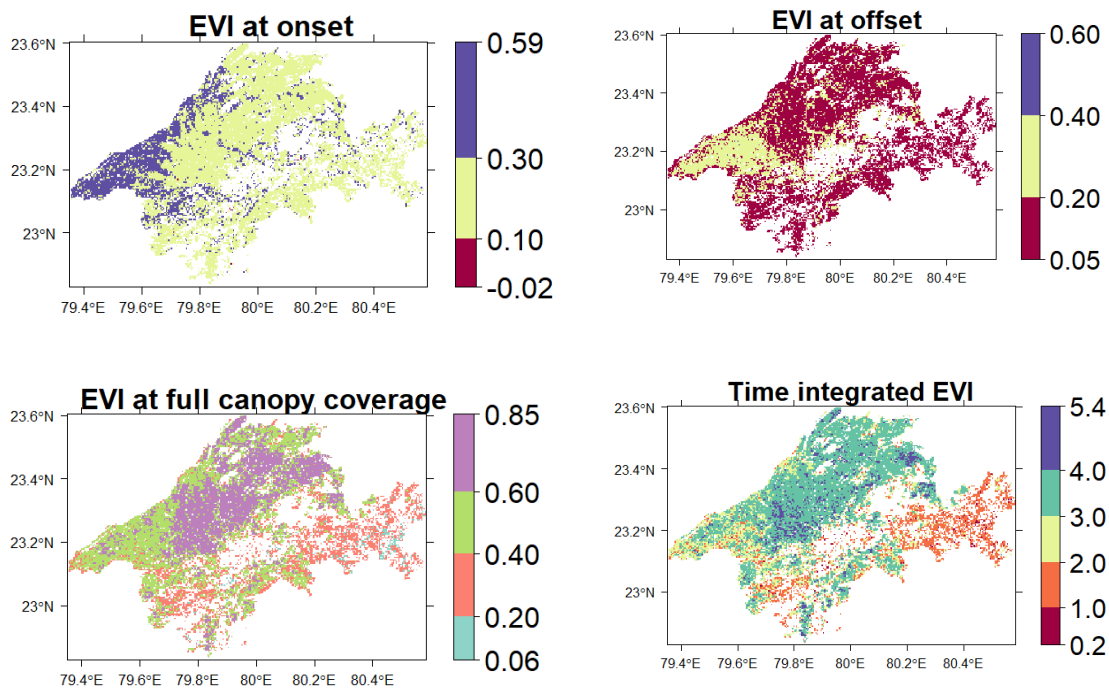 EVI at onset
23.6°N
23.4°N
23.2°N
23°N
79.4°E 79.6°E 79.8°E 80°E 80.2°E 80.4°E
0.59
0.30
0.10
-0.02
EVI at offset
23.6°N
23.4°N
23.2°N
23°N
79.4°E 79.6°E 79.8°E 80°E 80.2°E 80.4°E
0.60
0.40
0.20
0.05
EVI at full canopy coverage
23.6°N
23.4°N
23.2°N
23°N
79.4°E 79.6°E 79.8°E 80°E 80.2°E 80.4°E
0.85
0.60
0.40
0.20
0.06
Time integrated EVI
23.6°N
23.4°N
23.2°N
23°N
79.4°E 79.6°E 79.8°E 80°E 80.2°E 80.4°E
5.4
4.0
3.0
2.0
1.0
0.2